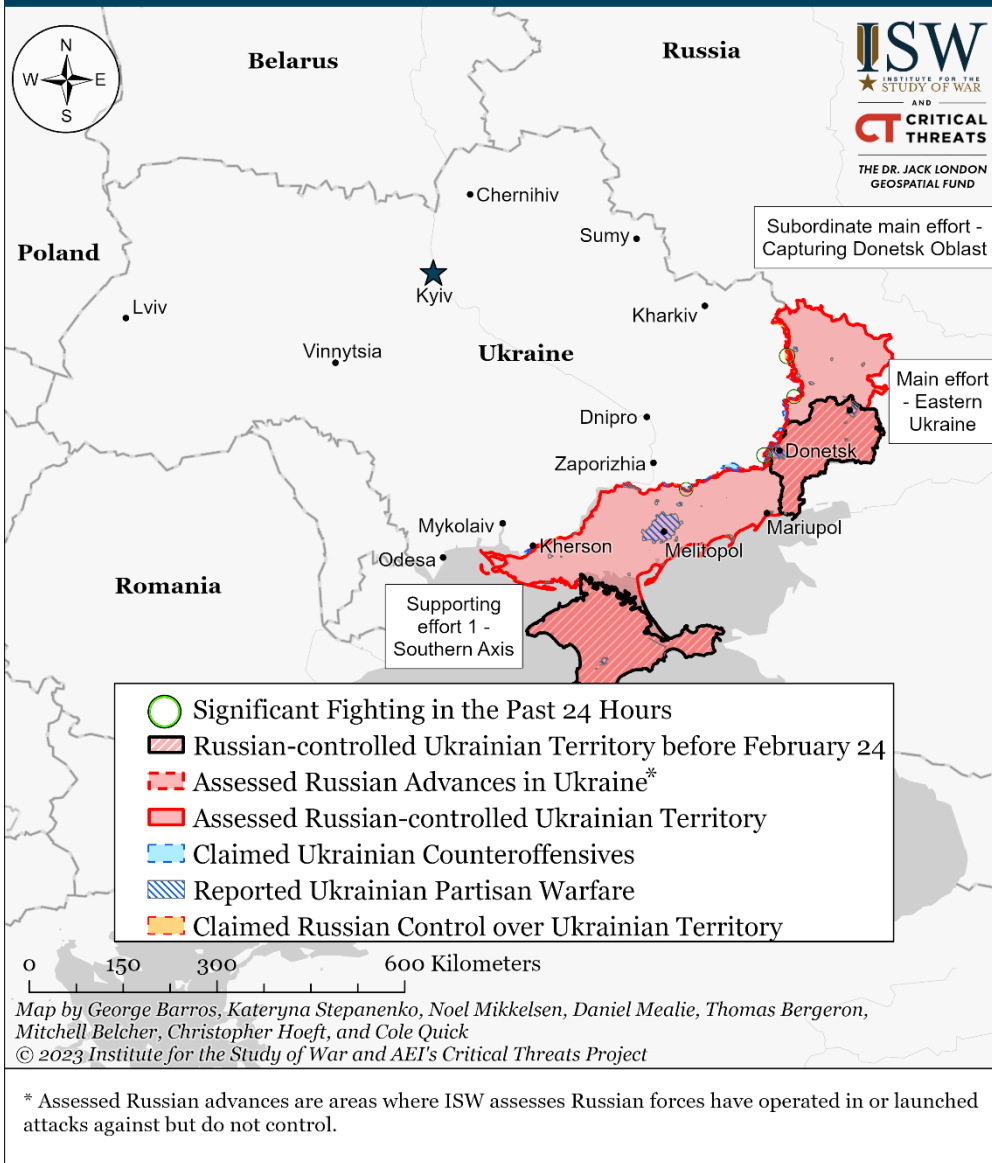 N
W
E
S
Belarus
Russia
ISW
INSTITUTE FOR THE
STUDY OF WAR
AND
CT CRITICAL
THREATS
THE DR. JACK LONDON
GEOSPATIAL FUND
Chernihiv
Sumy
Subordinate main effort -
Capturing Donetsk Oblast
Poland
Kyiv
Lviv
Kharkiv
Vinnytsia
Ukraine
Main effort
- Eastern
Ukraine
Dnipro
Donetsk
Zaporizhia
Mykolaiv
Mariupol
Kherson
Melitopol
Odesa
Romania
Supporting
effort 1 -
Southern Axis
Significant Fighting in the Past 24 Hours
Russian-controlled Ukrainian Territory before February 24
Assessed Russian Advances in Ukraine*
Assessed Russian-controlled Ukrainian Territory
Claimed Ukrainian Counteroffensives
Reported Ukrainian Partisan Warfare
Claimed Russian Control over Ukrainian Territory
0 150 300 600 Kilometers
Map by George Barros, Kateryna Stepanenko, Noel Mikkelsen, Daniel Mealie, Thomas Bergeron,
Mitchell Belcher, Christopher Hoeft, and Cole Quick
© 2023 Institute for the Study of War and AEI's Critical Threats Project
* Assessed Russian advances are areas where ISW assesses Russian forces have operated in or launched
attacks against but do not control.